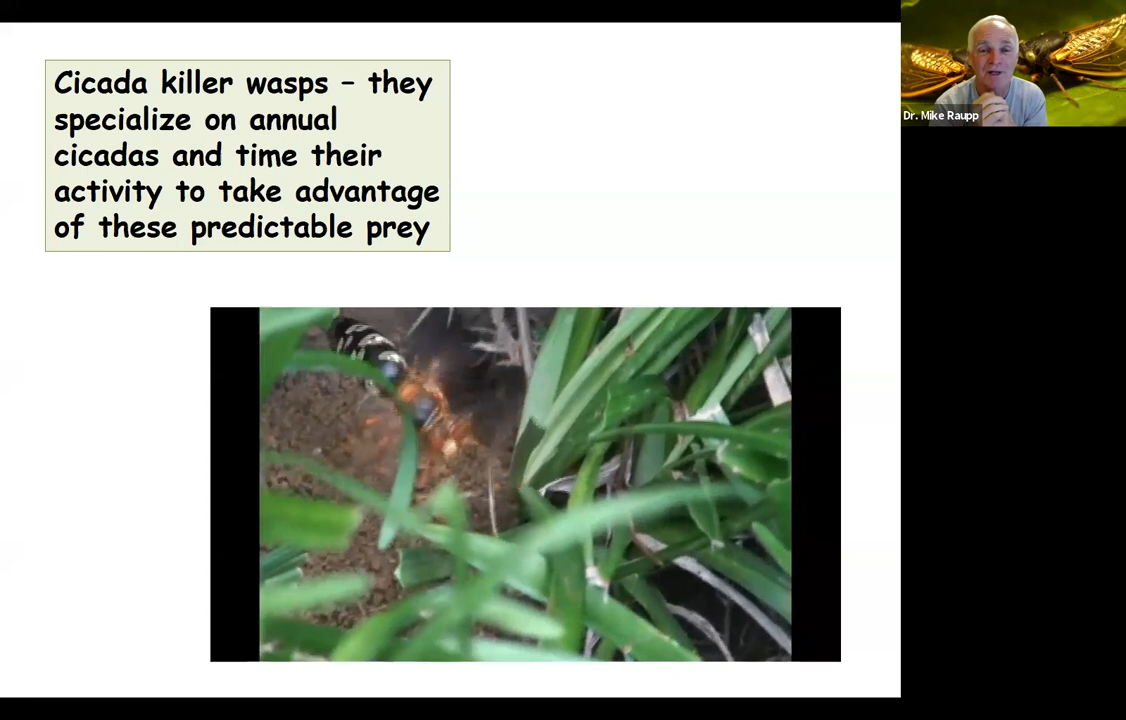 Cicada killer wasps – they
specialize on annual
cicadas and time their
activity to take advantage
of these predictable prey
Dr. Mike Raupp